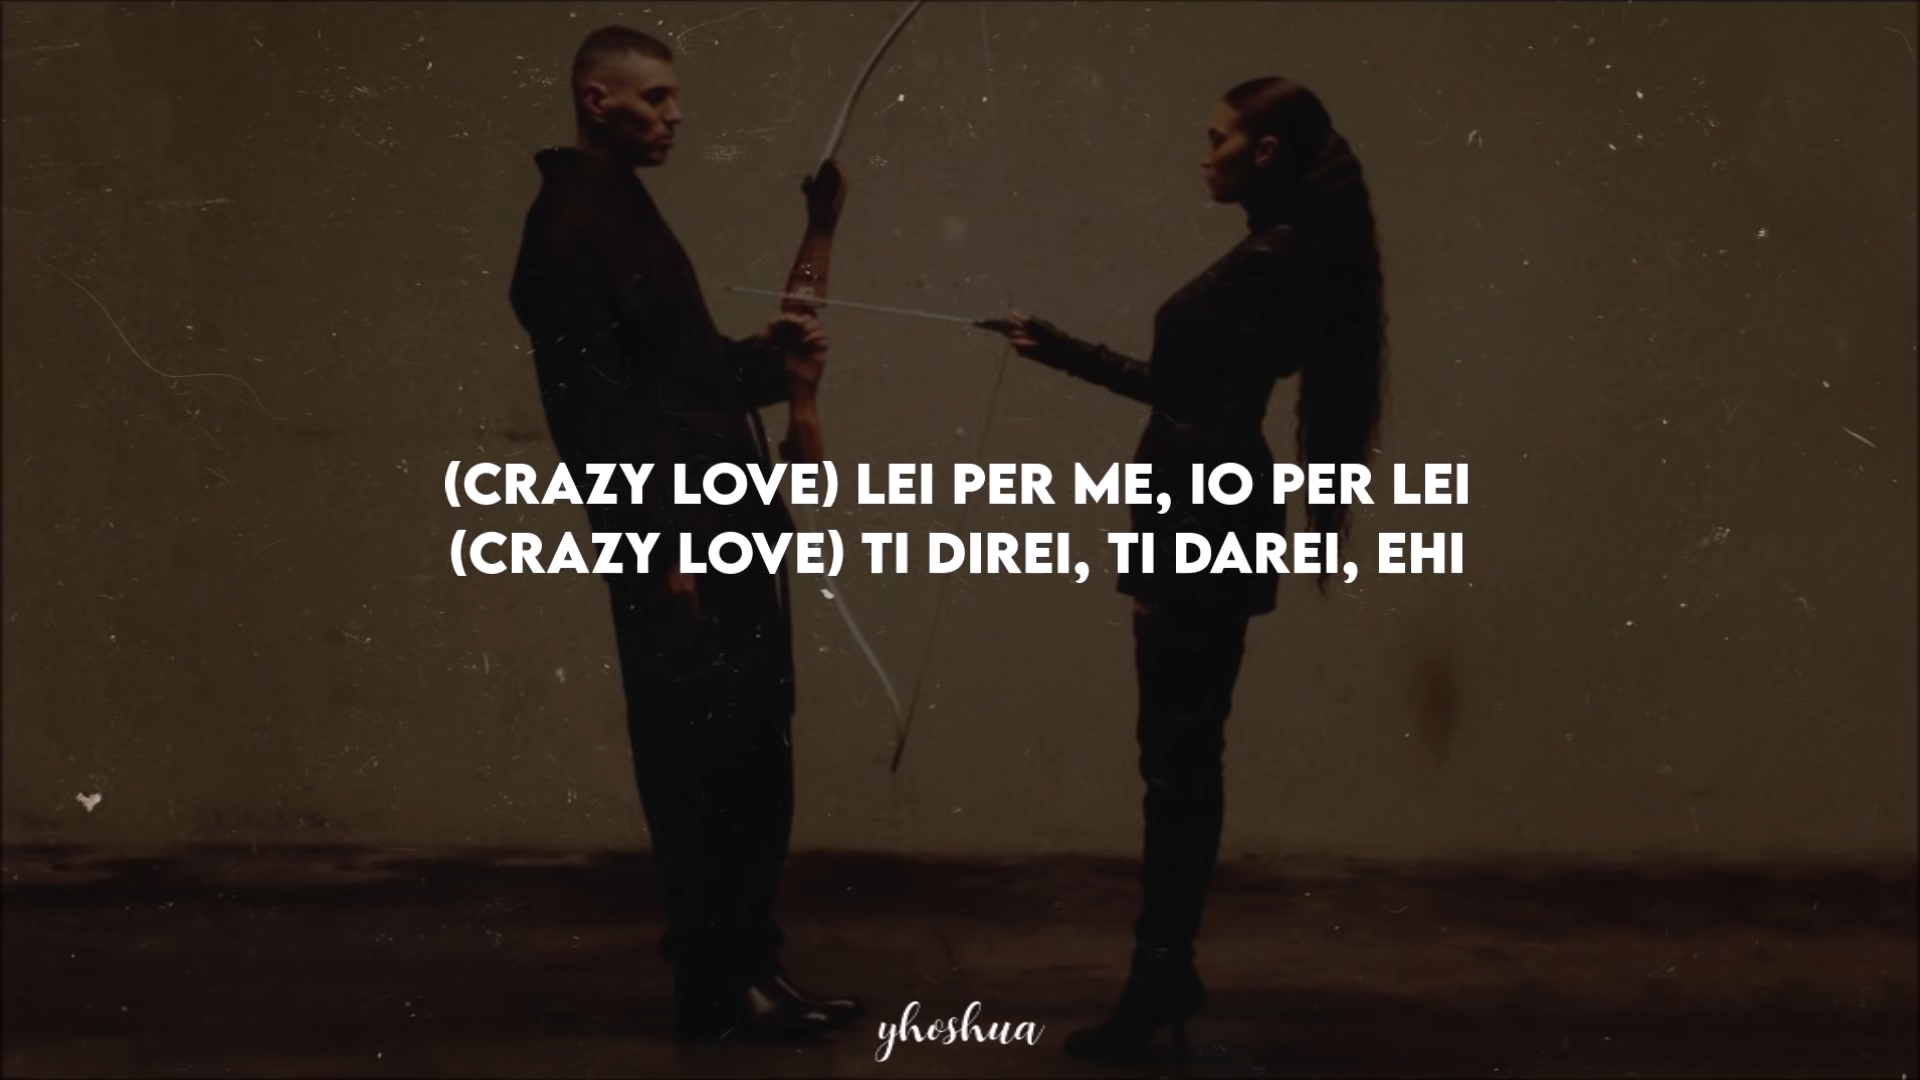 (CRAZY LOVE) LEI PER ME, IO PER LEI
(CRAZY LOVE) TI DIREI, TI DAREI, EHI
yhoshua